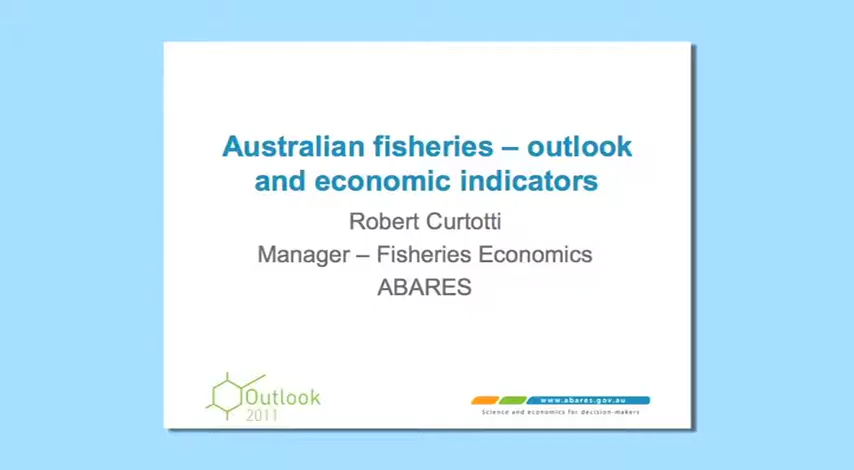 Australian fisheries – outlook
and economic indicators
Robert Curtotti
Manager – Fisheries Economics
ABARES
Outlook
2011
www.abares.gov.au
Science and economics for decision-makers